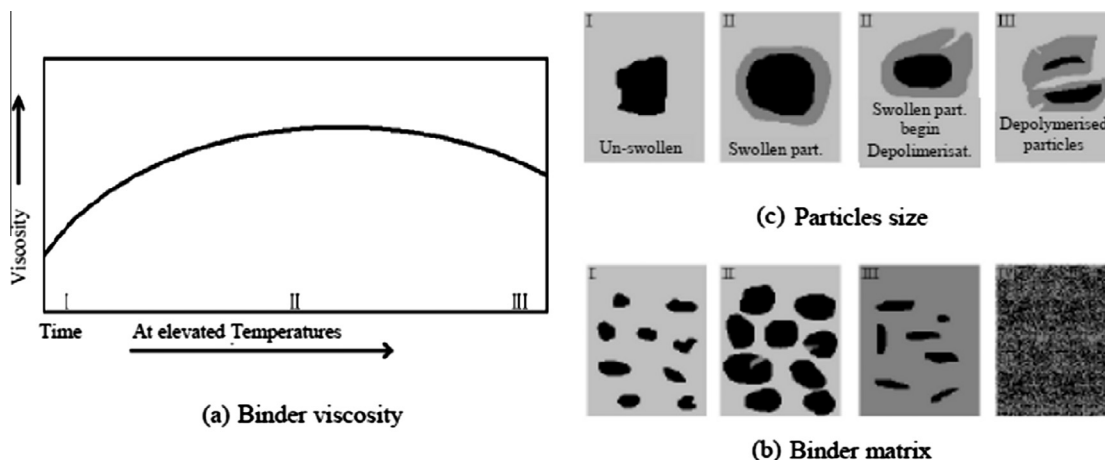 Viscosity
I
II
III
Time
At elevated Temperatures
(a) Binder viscosity
I
Un-swollen
II
Swollen part.
II
Swollen part.
begin
Depolimerisat.
III
Depolymerised
particles
(c) Particles size
I
II
III
(b) Binder matrix